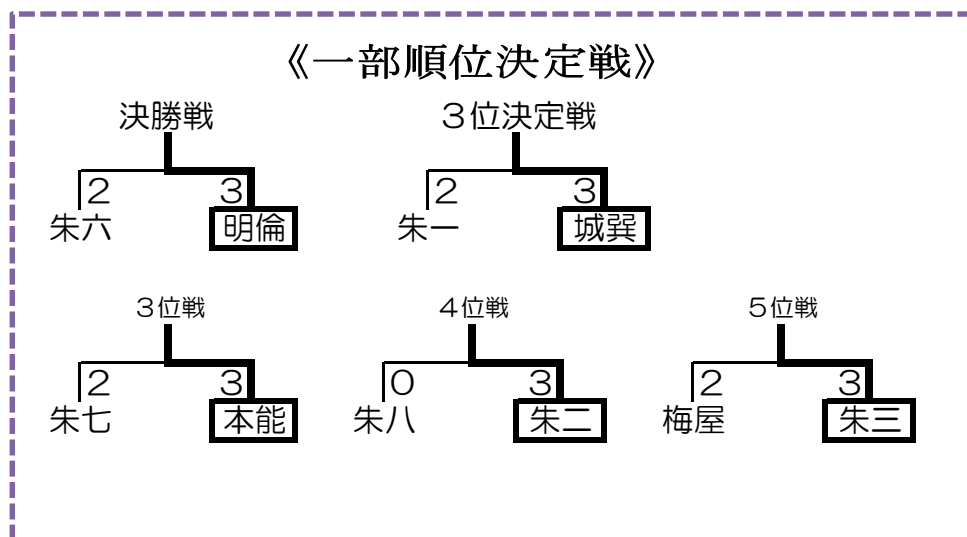 《一部順位決定戦》
決勝戦 3位決定戦
2 3 2 3
朱六 明倫 朱一 城巽
3位戦 4位戦 5位戦
2 3 0 3 2 3
朱七 本能 朱八 朱二 梅屋 朱三